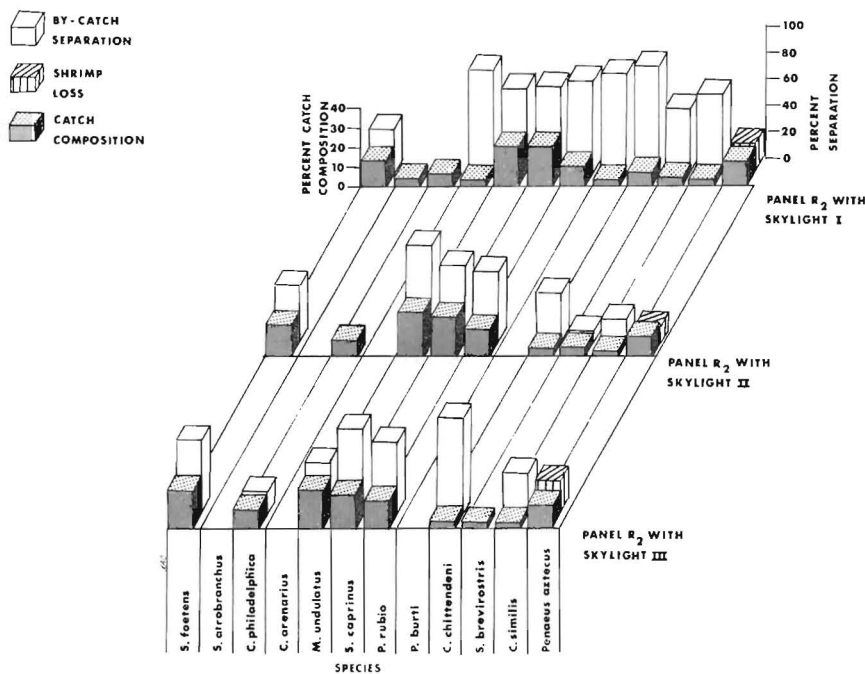 BY-CATCH
SEPARATION
SHRIMP
LOSS
CATCH
COMPOSITION
PERCENT CATCH
COMPOSITION
40
30
20
10
0
100
80
60
40
20
0
PERCENT SEPARATION
PANEL R2 WITH
SKYLIGHT I
PANEL R2 WITH
SKYLIGHT II
PANEL R2 WITH
SKYLIGHT III
S. foetens
S. atrobranchus
C. philadelphica
C. arenarius
M. undulatus
S. caprinus
P. rubio
P. burti
C. chittendeni
S. brevirostris
C. similis
Penaeus aztecus
SPECIES